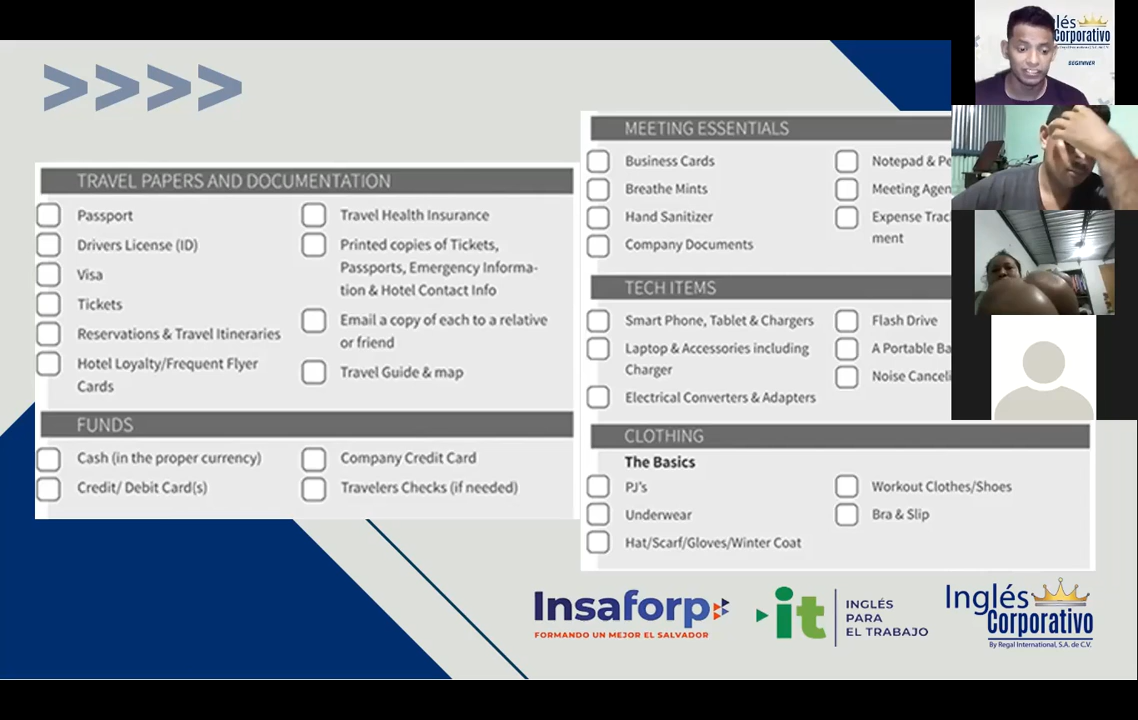 >>>>
TRAVEL PAPERS AND DOCUMENTATION
Passport
Drivers License (ID)
Visa
Tickets
Reservations & Travel Itineraries
Hotel Loyalty/Frequent Flyer
Cards
Travel Health Insurance
Printed copies of Tickets,
Passports, Emergency Informa-
tion & Hotel Contact Info
Email a copy of each to a relative
or friend
Travel Guide & map
FUNDS
Cash (in the proper currency)
Credit/ Debit Card(s)
Company Credit Card
Travelers Checks (if needed)
MEETING ESSENTIALS
Business Cards
Breathe Mints
Hand Sanitizer
Company Documents
Notepad & Pe
Meeting Agen
Expense Trac
ment
TECH ITEMS
Smart Phone, Tablet & Chargers
Laptop & Accessories including
Charger
Electrical Converters & Adapters
Flash Drive
A Portable Ba
Noise Canceli
CLOTHING
The Basics
PJ's
Underwear
Hat/Scarf/Gloves/Winter Coat
Workout Clothes/Shoes
Bra & Slip
Insaforp
FORMANDO UN MEJOR EL SALVADOR
it
INGLÉS
PARA
EL TRABAJO
Inglés
Corporativo
By Regal International, S.A. de C.V.
lés
Corporativo
BEGINNER